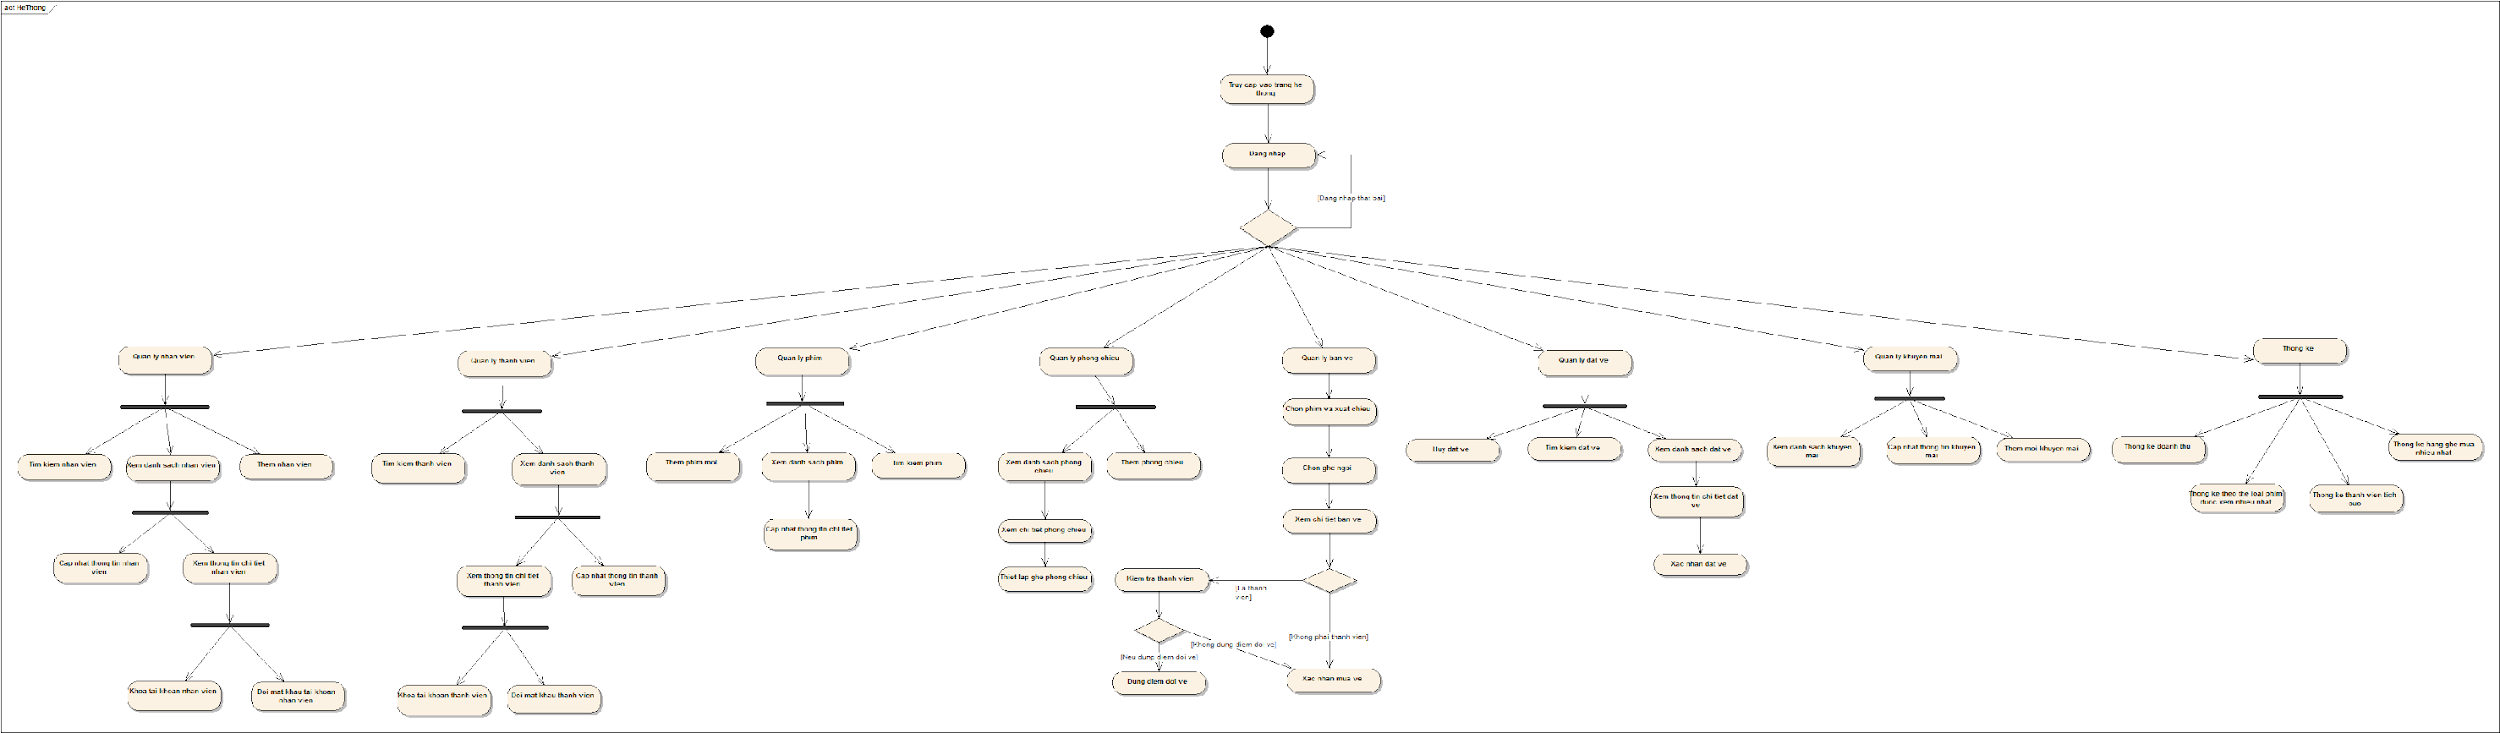 act HeThong
Truy cap vao trang he
thong
Dang nhap
[Dang nhap that bai]
Quan ly nhan vien
Quan ly thanh vien
Quan ly phim
Quan ly phong chieu
Quan ly ban ve
Quan ly dat ve
Quan ly khuyen mai
Thong ke
Chon phim va xuat chieu
Tim kiem nhan vien
Xem danh sach nhan vien
Them nhan vien
Tim kiem thanh vien
Xem danh sach thanh
vien
Them phim moi
Xem danh sach phim
Tim kiem phim
Xem danh sach phong
chieu
Them phong nhieu
Chon ghe ngoi
Huy dat ve
Tim kiem dat ve
Xem danh sach dat ve
Xem danh sach khuyen
mai
Cap nhat thong tin khuyen
mai
Them moi khuyen mai
Thong ke doanh thu
Thong ke hang ghe mua
nhieu nhat
Xem thong tin chi tiet dat
ve
Thong ke theo the loai phim
duoc xem nhieu nhat
Thong ke thanh vien tich
Cap nhat thong tin chi tiet
phim
Xem chi tiet phong chieu
Xem chi tiet ban ve
Cap nhat thong tin nhan
vien
Xem thong tin chi tiet
nhan vien
Xem thong tin chi tiet
thanh vien
Cap nhat thong tin thanh
vien
Thiet lap ghe phong chieu
Kiem tra thanh vien
[La thanh
vien]
Xac nhan dat ve
[Khong phai thanh vien]
[Khong dung diem doi ve]
[Neu dung diem doi ve]
Khoa tai khoan nhan vien
Doi mat khau tai khoan
nhan vien
Khoa tai khoan thanh vien
Doi mat khau thanh vien
Dung diem doi ve
Xac nhan mua ve